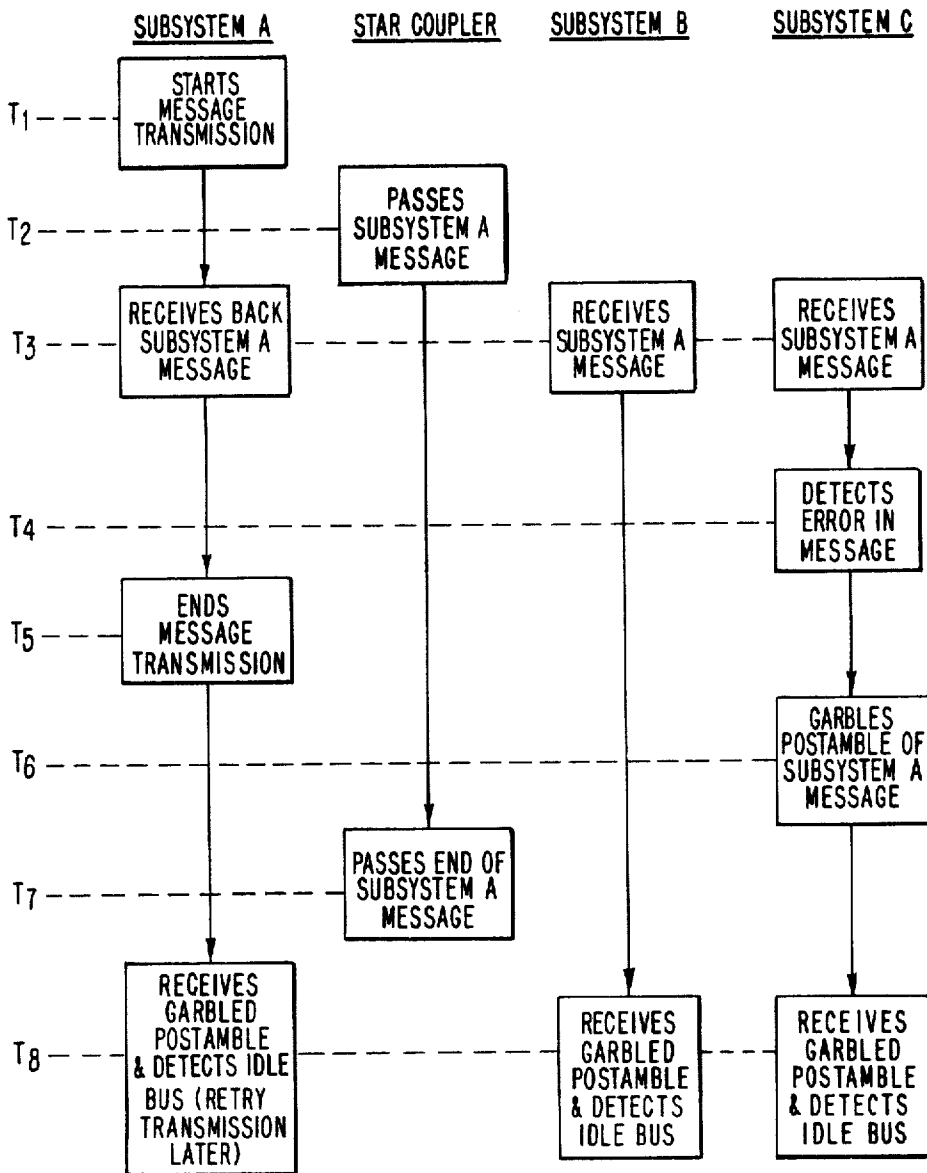 SUBSYSTEM A
STAR COUPLER
SUBSYSTEM B
SUBSYSTEM C
T1
STARTS
MESSAGE
TRANSMISSION
T2
PASSES
SUBSYSTEM A
MESSAGE
T3
RECEIVES BACK
SUBSYSTEM A
MESSAGE
RECEIVES
SUBSYSTEM A
MESSAGE
RECEIVES
SUBSYSTEM A
MESSAGE
T4
DETECTS
ERROR IN
MESSAGE
T5
ENDS
MESSAGE
TRANSMISSION
T6
GARBLES
POSTAMBLE OF
SUBSYSTEM A
MESSAGE
T7
PASSES END OF
SUBSYSTEM A
MESSAGE
T8
RECEIVES
GARBLED
POSTAMBLE
& DETECTS IDLE
BUS (RETRY
TRANSMISSION
LATER)
RECEIVES
GARBLED
POSTAMBLE
& DETECTS
IDLE BUS
RECEIVES
GARBLED
POSTAMBLE
& DETECTS
IDLE BUS